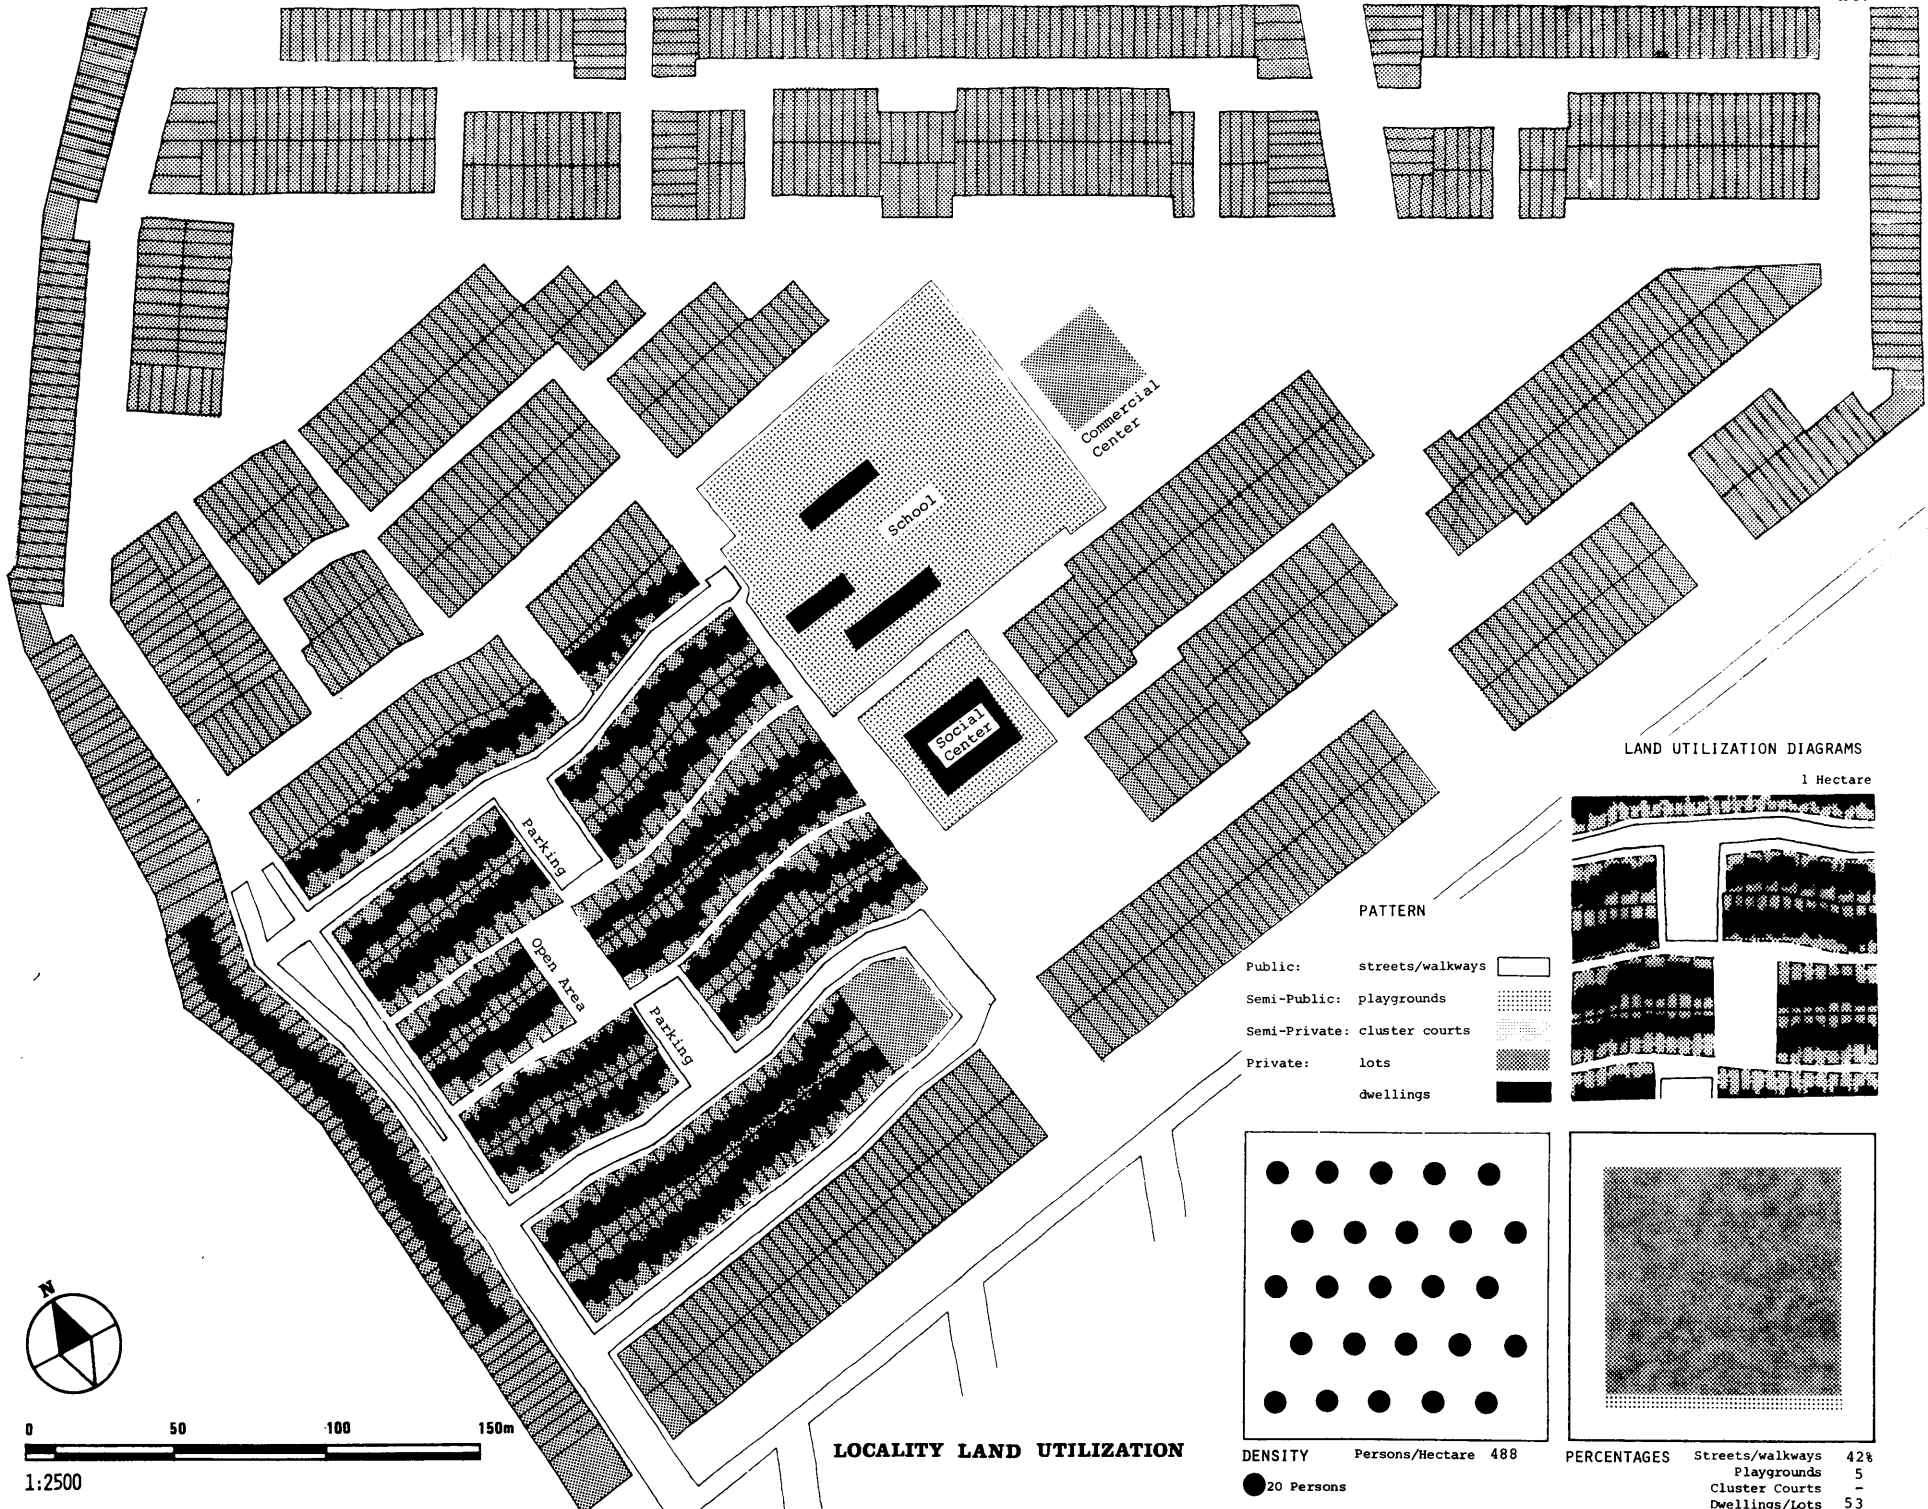 Commercial
Center
School
Social
Center
Parking
Open Area
Parking
LAND UTILIZATION DIAGRAMS
1 Hectare
PATTERN
Public: streets/walkways
Semi-Public: playgrounds
Semi-Private: cluster courts
Private: lots
dwellings
N
0 50 100 150m
1:2500
LOCALITY LAND UTILIZATION
DENSITY Persons/Hectare 488
20 Persons
PERCENTAGES Streets/walkways 42%
Playgrounds 5
Cluster Courts -
Dwellings/Lots 53